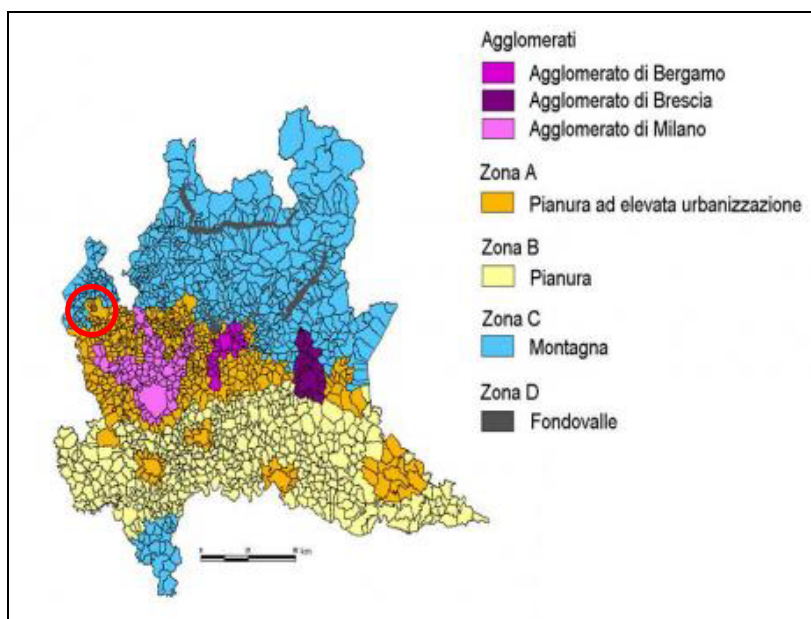 Agglomerati
Agglomerato di Bergamo
Agglomerato di Brescia
Agglomerato di Milano
Zona A
Pianura ad elevata urbanizzazione
Zona B
Pianura
Zona C
Montagna
Zona D
Fondovalle
km